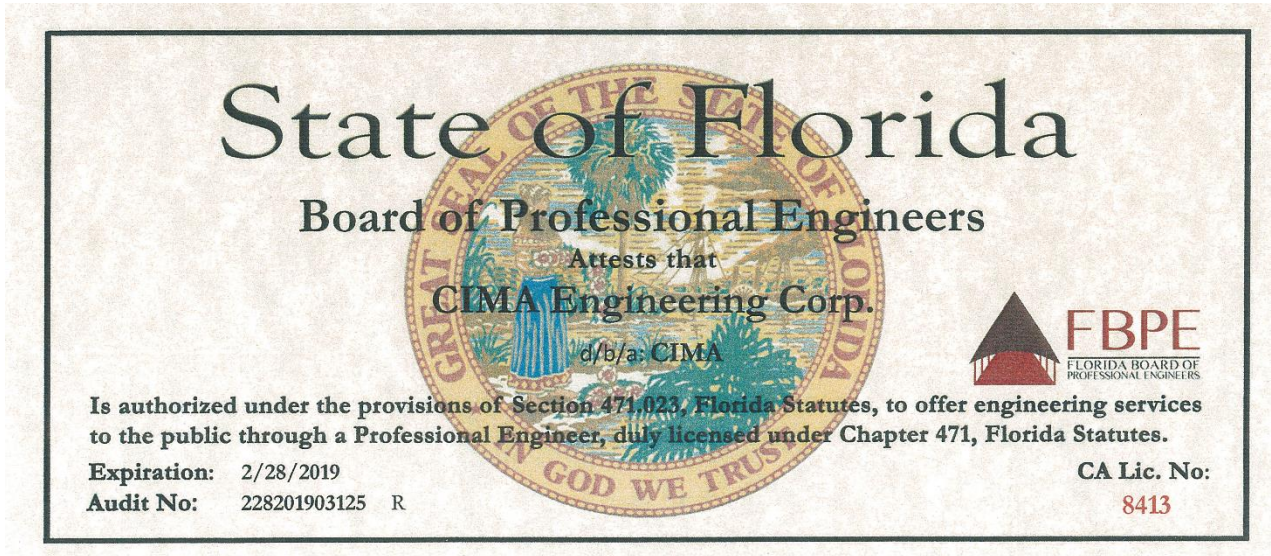 State of Florida
GREAT SEAL OF THE STATE OF FLORIDA
Board of Professional Engineers
Attests that
CIMA Engineering Corp.
d/b/a: CIMA
FBPE
FLORIDA BOARD OF
PROFESSIONAL ENGINEERS
Is authorized under the provisions of Section 471.023, Florida Statutes, to offer engineering services
to the public through a Professional Engineer, duly licensed under Chapter 471, Florida Statutes.
IN GOD WE TRUST
Expiration: 2/28/2019
CA Lic. No:
Audit No: 228201903125 R
8413